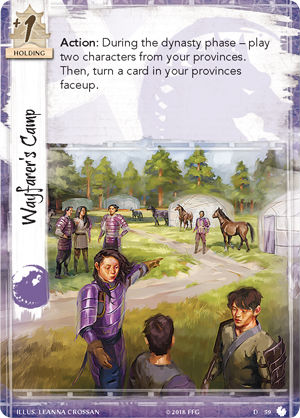 +1
HOLDING
Action: During the dynasty phase – play
two characters from your provinces.
Then, turn a card in your provinces
faceup.
Wayfarer's Camp
ILLUS. LEANNA CROSSAN
©2018 FFG
D 59